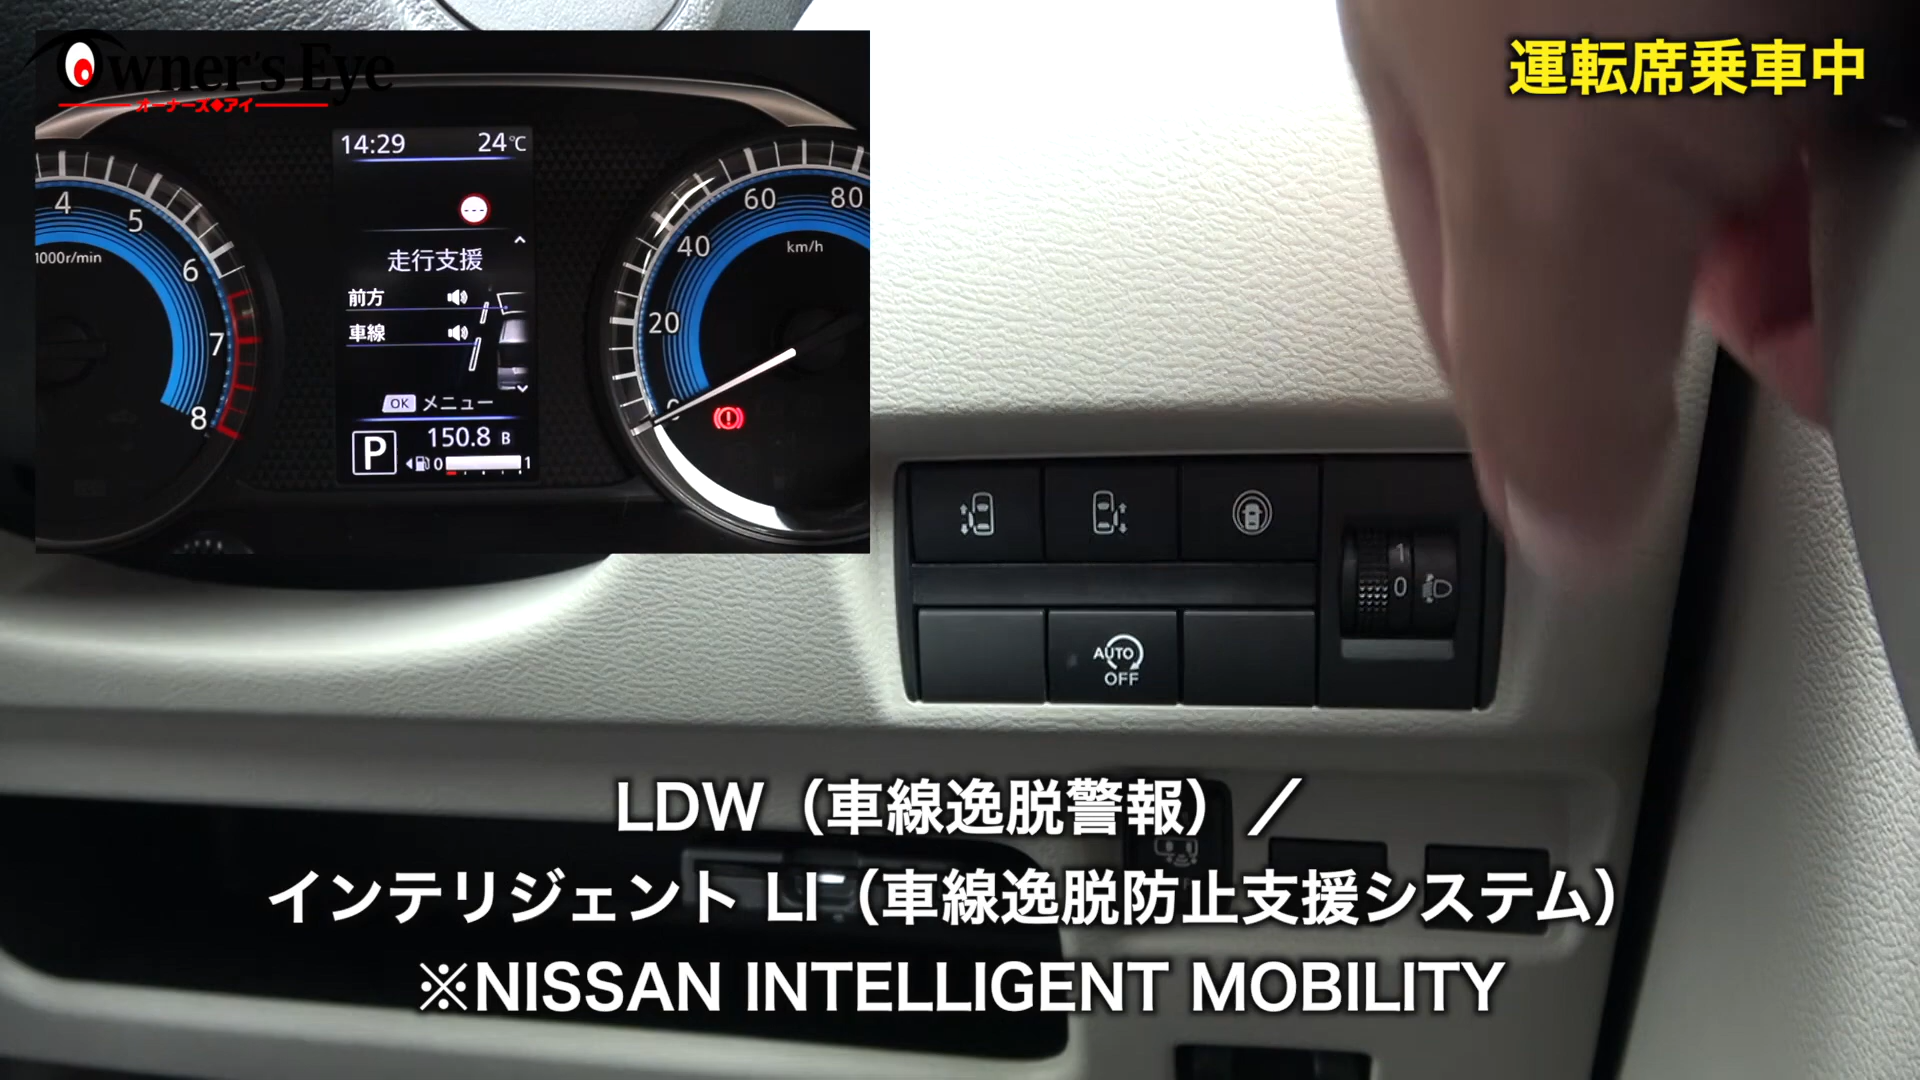 Owner's Eye
オーナーズ◆アイ
運転席乗車中
14:29 24℃
走行支援
前方
車線
OK メニュー
P 150.8 B
0 1
4 5 6 7 8
1000r/min
20 40 60 80
km/h
1
0
AUTO
OFF
LDW（車線逸脱警報）／
インテリジェント LI（車線逸脱防止支援システム）
※NISSAN INTELLIGENT MOBILITY